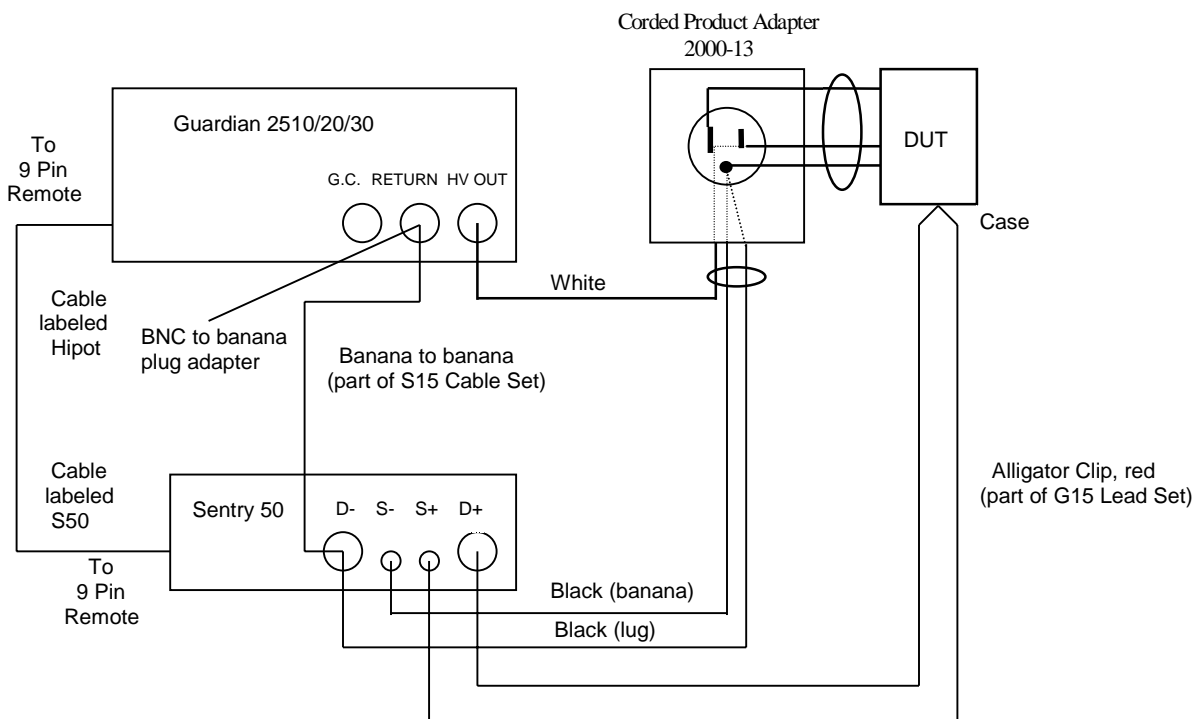 Corded Product Adapter
2000-13
Guardian 2510/20/30
To
9 Pin
Remote
DUT
G.C. RETURN HV OUT
Case
White
Cable
labeled
Hipot
BNC to banana
plug adapter
Banana to banana
(part of S15 Cable Set)
Cable
labeled
S50
Alligator Clip, red
(part of G15 Lead Set)
Sentry 50
D- S- S+ D+
To
9 Pin
Remote
Black (banana)
Black (lug)